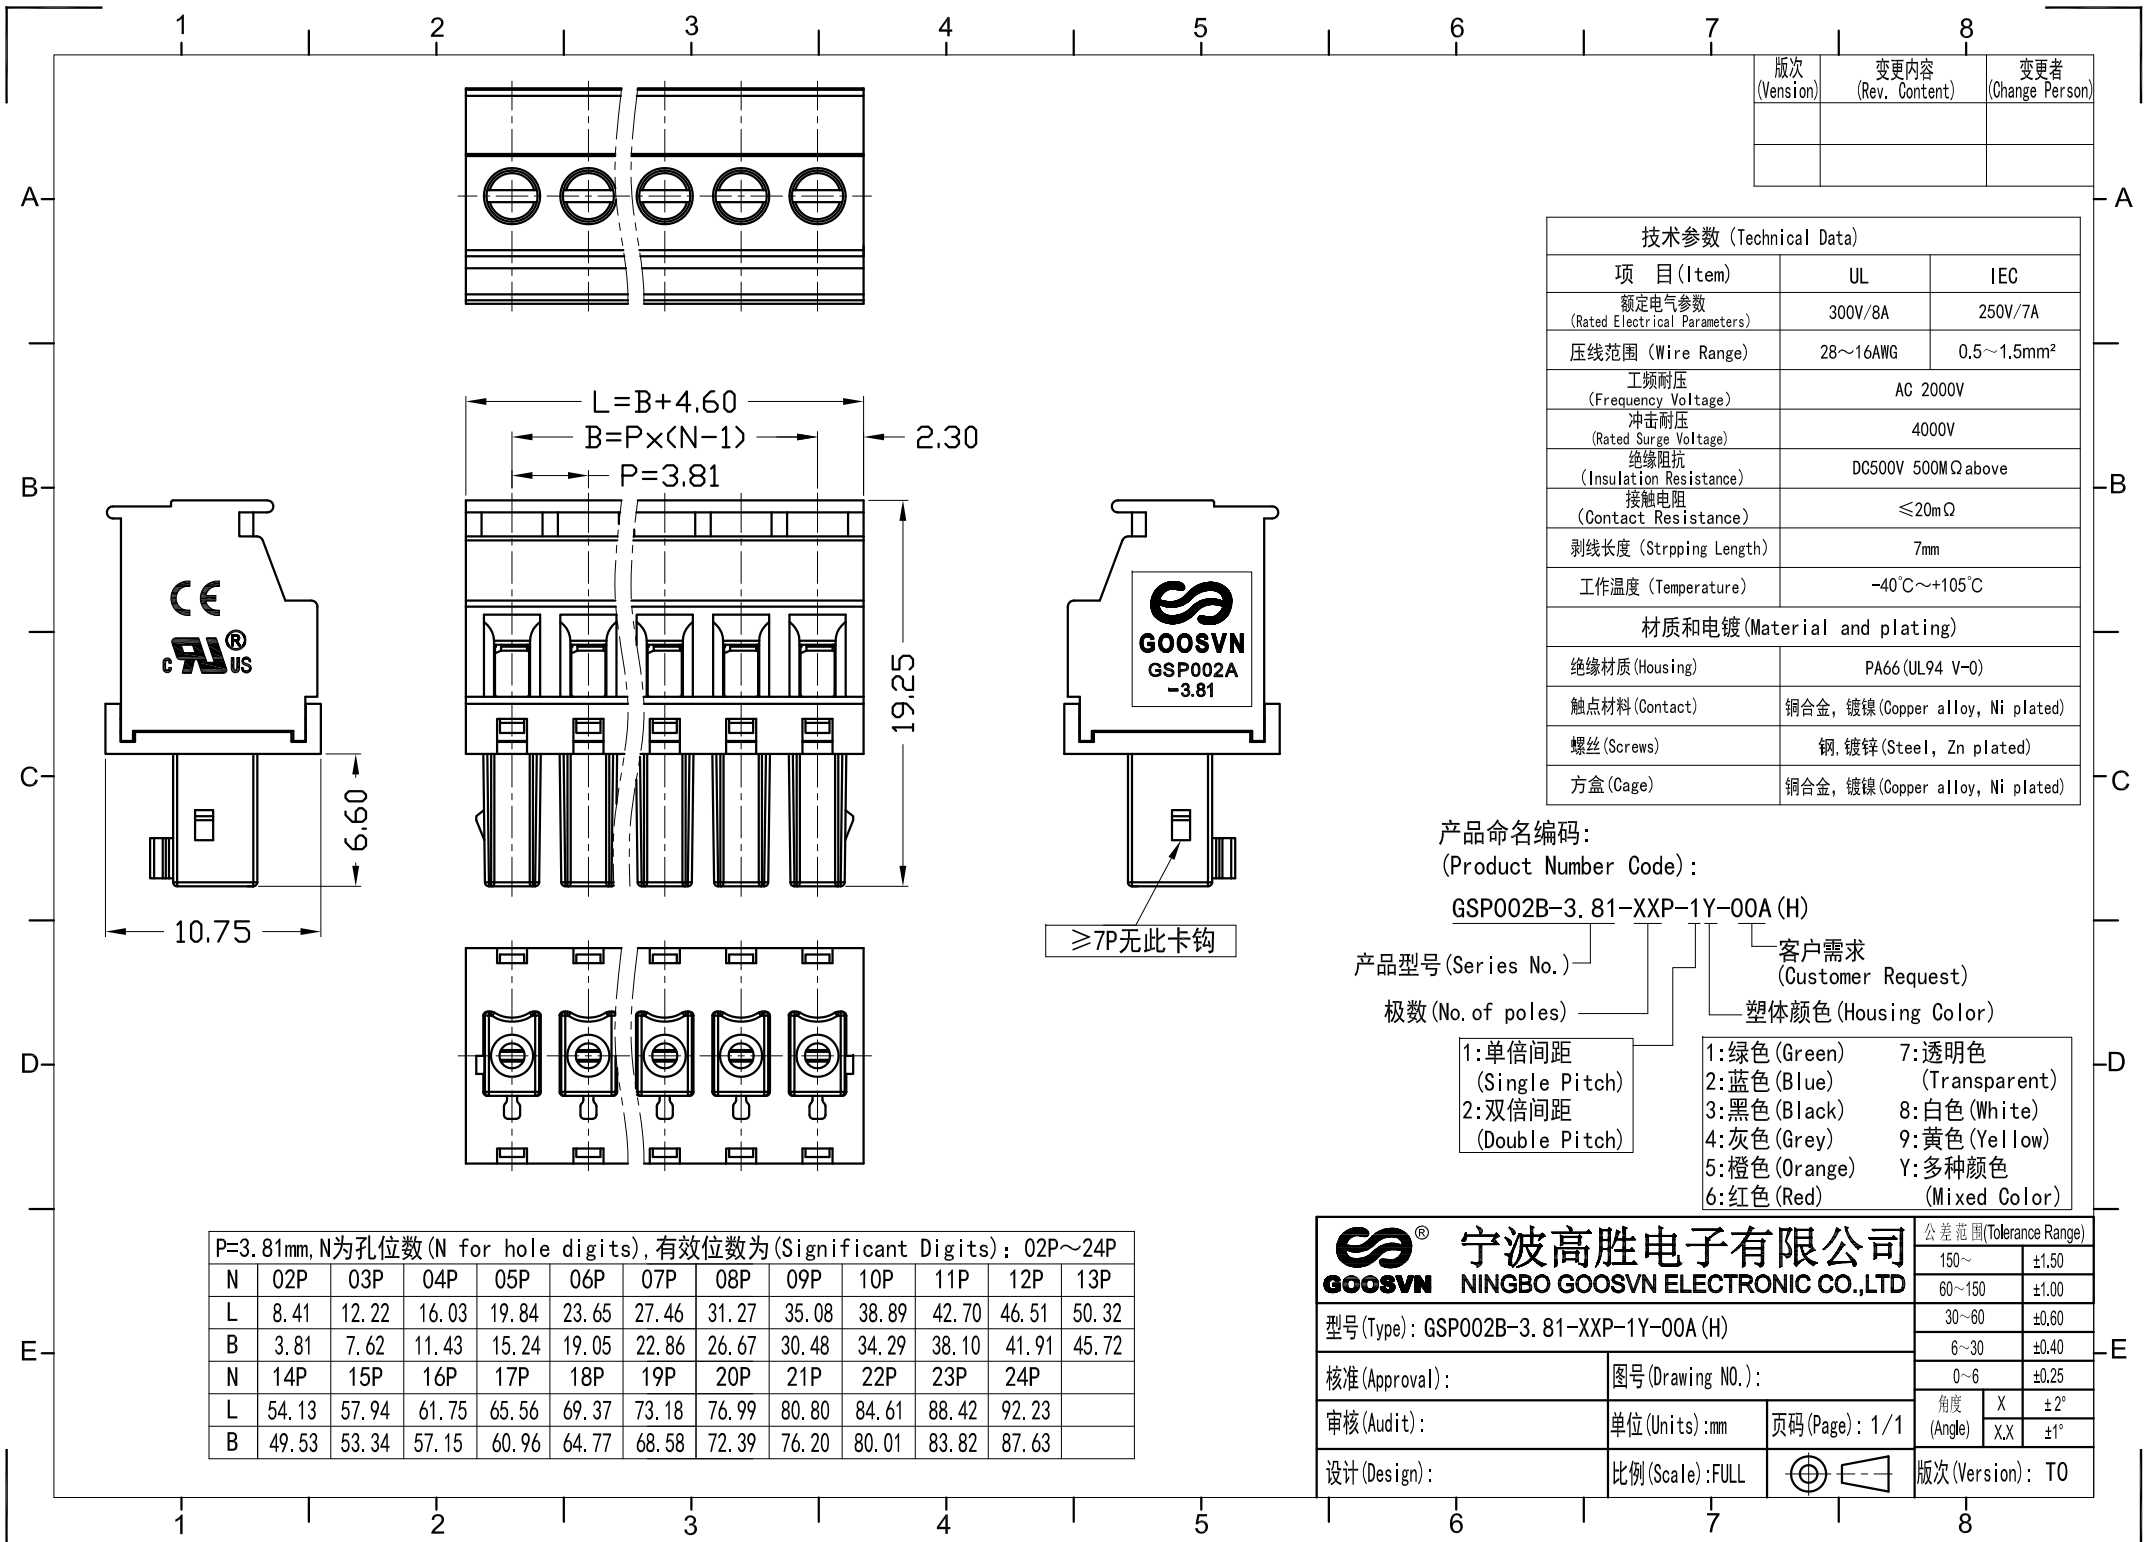 1 2 3 4 5 6 7 8
版次 变更内容 变更者
(Vension) (Rev. Content) (Change Person)
A A
技术参数 (Technical Data)
项 目(Item) UL IEC
额定电气参数
(Rated Electrical Parameters) 300V/8A 250V/7A
压线范围 (Wire Range) 28～16AWG 0.5～1.5mm²
工频耐压
(Frequency Voltage) AC 2000V
冲击耐压
(Rated Surge Voltage) 4000V
绝缘阻抗
(Insulation Resistance) DC500V 500MΩabove
接触电阻
(Contact Resistance) ≤20mΩ
剥线长度 (Strpping Length) 7mm
工作温度 (Temperature) -40℃～+105℃
材质和电镀(Material and plating)
绝缘材质(Housing) PA66(UL94 V-0)
触点材料(Contact) 铜合金, 镀镍(Copper alloy, Ni plated)
螺丝(Screws) 钢,镀锌(Steel, Zn plated)
方盒(Cage) 铜合金, 镀镍(Copper alloy, Ni plated)
L=B+4.60
B=P×(N-1) 2.30
P=3.81
B B
CE
C RU ® US
19.25
GOOSVN
GSP002A
-3.81
C C
6.60
10.75
≥7P无此卡钩
产品命名编码:
(Product Number Code):
GSP002B-3.81-XXP-1Y-00A(H)
产品型号(Series No.)
客户需求
(Customer Request)
极数(No.of poles)
塑体颜色(Housing Color)
1:单倍间距
(Single Pitch)
2:双倍间距
(Double Pitch)
1:绿色(Green) 7:透明色
2:蓝色(Blue) (Transparent)
3:黑色(Black) 8:白色(White)
4:灰色(Grey) 9:黄色(Yellow)
5:橙色(Orange) Y:多种颜色
6:红色(Red) (Mixed Color)
D D
P=3.81mm,N为孔位数(N for hole digits),有效位数为(Significant Digits): 02P～24P
N 02P 03P 04P 05P 06P 07P 08P 09P 10P 11P 12P 13P
L 8.41 12.22 16.03 19.84 23.65 27.46 31.27 35.08 38.89 42.70 46.51 50.32
B 3.81 7.62 11.43 15.24 19.05 22.86 26.67 30.48 34.29 38.10 41.91 45.72
N 14P 15P 16P 17P 18P 19P 20P 21P 22P 23P 24P
L 54.13 57.94 61.75 65.56 69.37 73.18 76.99 80.80 84.61 88.42 92.23
B 49.53 53.34 57.15 60.96 64.77 68.58 72.39 76.20 80.01 83.82 87.63
E E
® 宁波高胜电子有限公司
GOOSVN NINGBO GOOSVN ELECTRONIC CO.,LTD
型号(Type): GSP002B-3.81-XXP-1Y-00A(H)
核准(Approval): 图号(Drawing NO.):
审核(Audit): 单位(Units):mm 页码(Page): 1/1
设计(Design): 比例(Scale):FULL
公差范围(Tolerance Range)
150~ ±1.50
60~150 ±1.00
30~60 ±0.60
6~30 ±0.40
0~6 ±0.25
角度 X ±2°
(Angle) X.X ±1°
版次(Version): TO
1 2 3 4 5 6 7 8